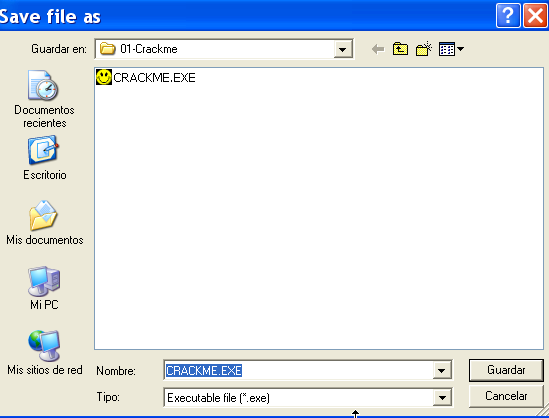 Save file as
Guardar en:
01-Crackme
CRACKME.EXE
Documentos
recientes
Escritorio
Mis documentos
Mi PC
Mis sitios de red
Nombre:
CRACKME.EXE
Guardar
Tipo:
Executable file (*.exe)
Cancelar